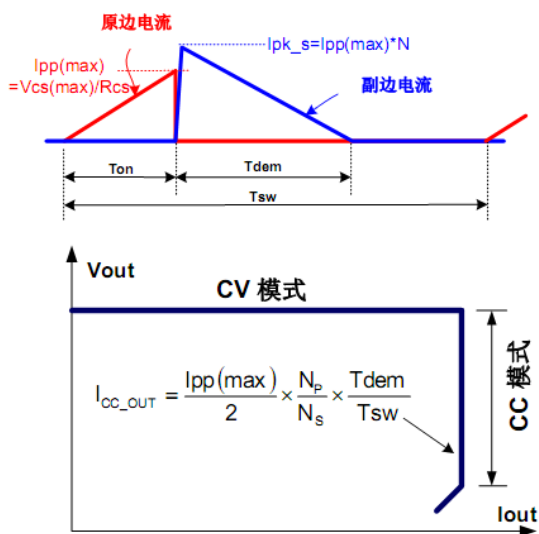 原边电流
Ipk_s=Ipp(max)*N
Ipp(max)
=Vcs(max)/Rcs
副边电流
Ton
Tdem
Tsw
Vout
CV 模式
I_CC_OUT = Ipp(max)/2 × N_P/N_S × Tdem/Tsw
CC 模式
Iout